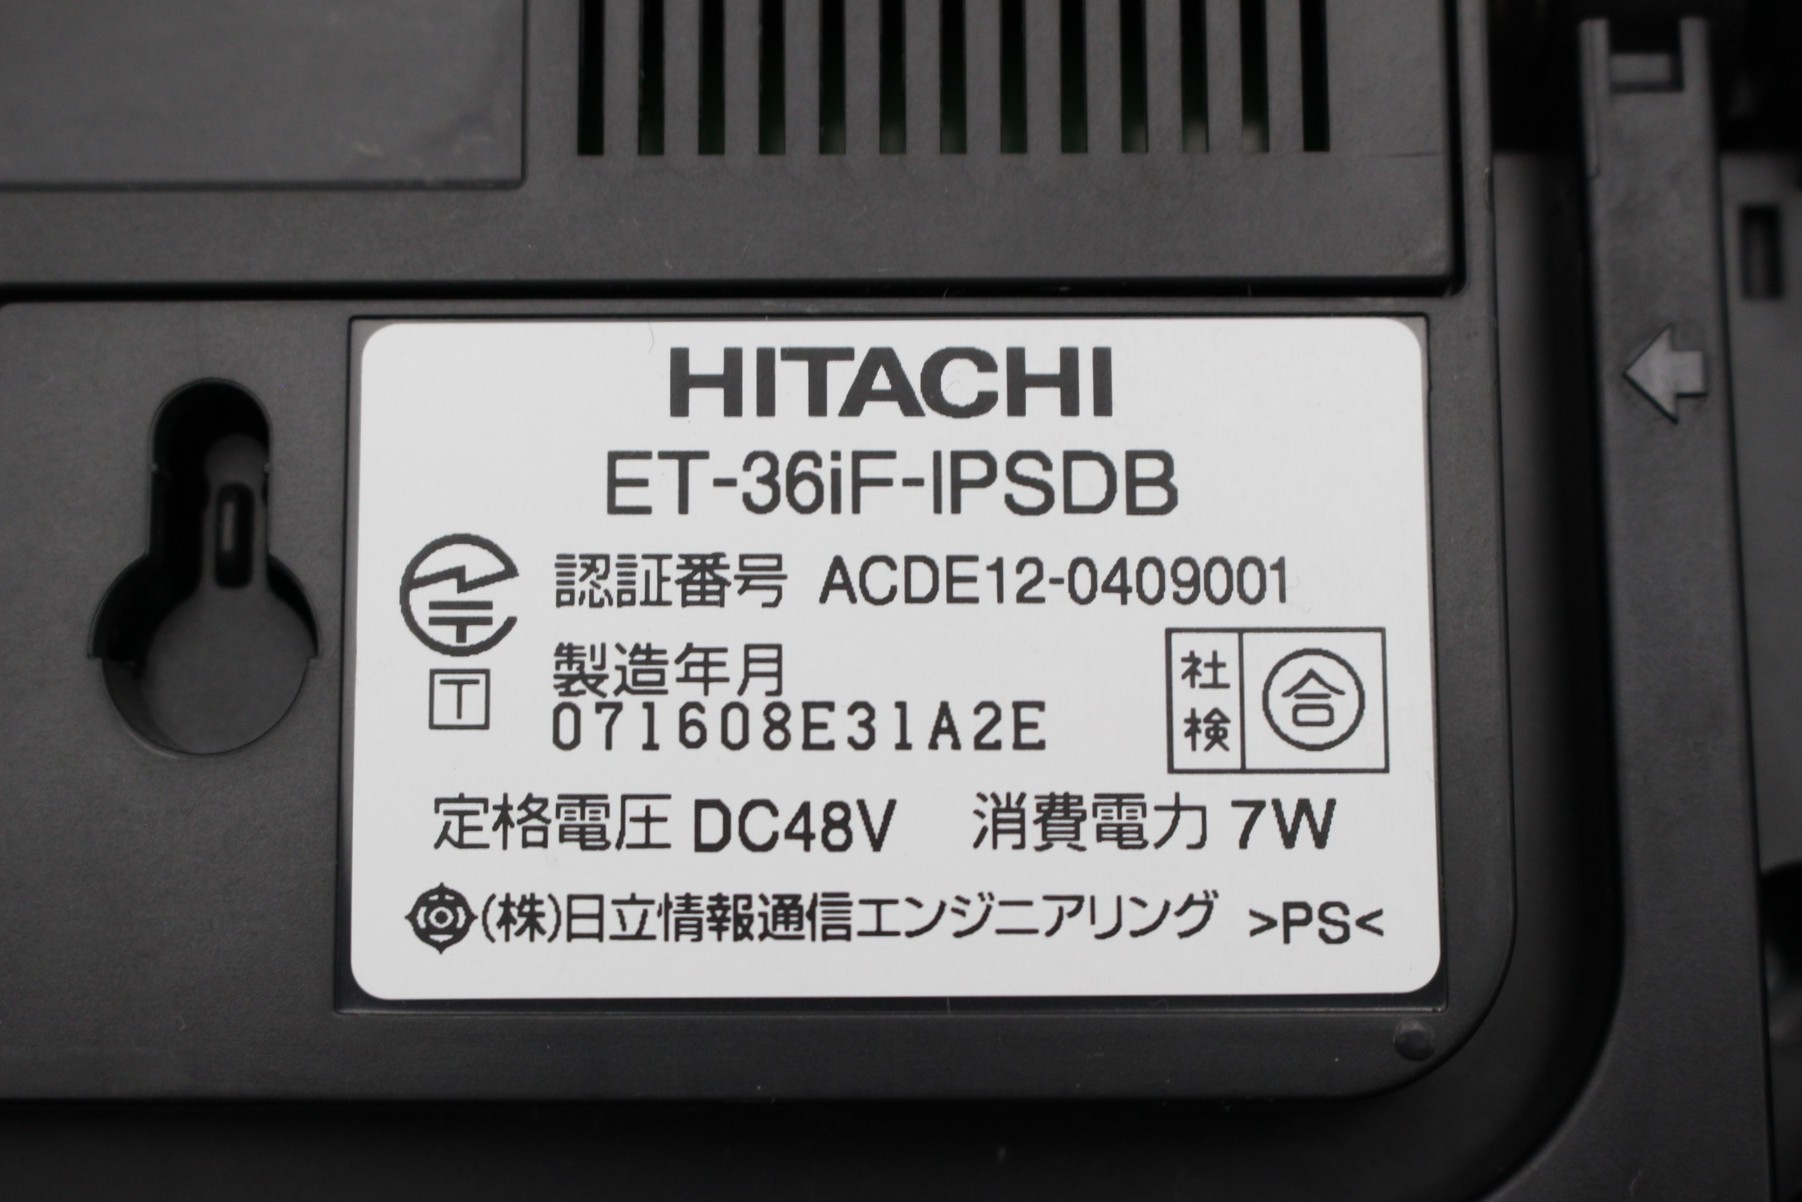 HITACHI
ET-36iF-IPSDB
認証番号 ACDE12-0409001
T
製造年月
071608E31A2E
社検 合
定格電圧 DC48V 消費電力 7W
(株)日立情報通信エンジニアリング >PS<